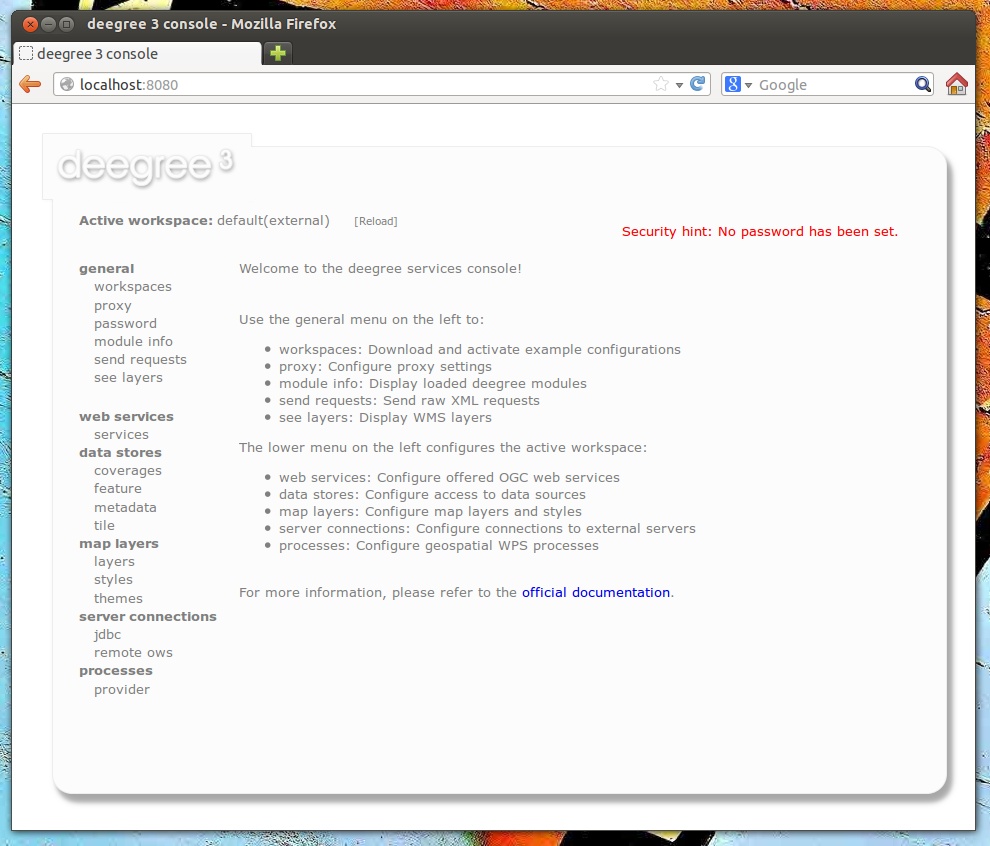 deegree 3 console - Mozilla Firefox
deegree 3 console
localhost:8080
Google
deegree 3
Active workspace: default(external) [Reload]
Security hint: No password has been set.
general
workspaces
proxy
password
module info
send requests
see layers
web services
services
data stores
coverages
feature
metadata
tile
map layers
layers
styles
themes
server connections
jdbc
remote ows
processes
provider
Welcome to the deegree services console!
Use the general menu on the left to:
• workspaces: Download and activate example configurations
• proxy: Configure proxy settings
• module info: Display loaded deegree modules
• send requests: Send raw XML requests
• see layers: Display WMS layers
The lower menu on the left configures the active workspace:
• web services: Configure offered OGC web services
• data stores: Configure access to data sources
• map layers: Configure map layers and styles
• server connections: Configure connections to external servers
• processes: Configure geospatial WPS processes
For more information, please refer to the official documentation.